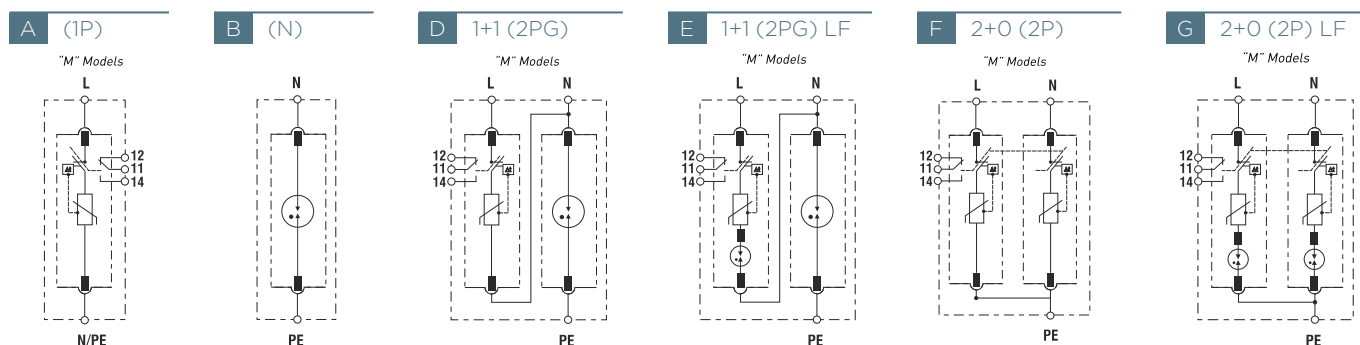 A (1P)
"M" Models
L
12
11
14
N/PE
B (N)
N
PE
D 1+1 (2PG)
"M" Models
L N
12
11
14
PE
E 1+1 (2PG) LF
"M" Models
L N
12
11
14
PE
F 2+0 (2P)
"M" Models
L N
12
11
14
PE
G 2+0 (2P) LF
"M" Models
L N
12
11
14
PE